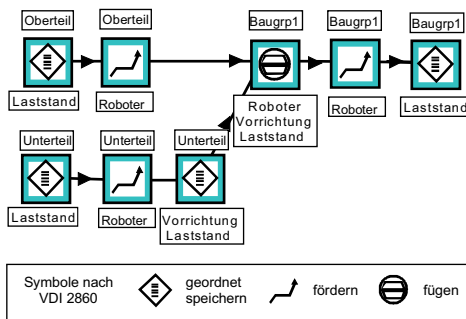 Oberteil
Oberteil
Baugrp1
Baugrp1
Baugrp1
Laststand
Roboter
Roboter
Vorrichtung
Laststand
Roboter
Laststand
Unterteil
Unterteil
Unterteil
Laststand
Roboter
Vorrichtung
Laststand
Symbole nach
VDI 2860
geordnet
speichern
fördern
fügen